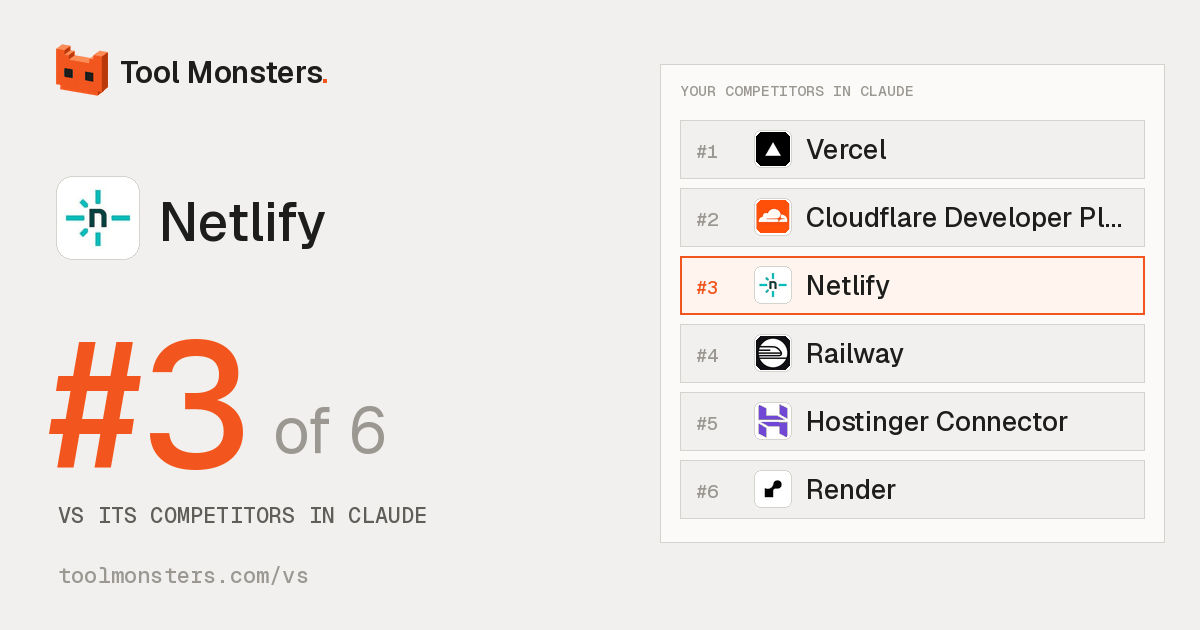 Tool Monsters.
Netlify
#3 of 6
VS ITS COMPETITORS IN CLAUDE
toolmonsters.com/vs
YOUR COMPETITORS IN CLAUDE
#1 Vercel
#2 Cloudflare Developer Pl...
#3 Netlify
#4 Railway
#5 Hostinger Connector
#6 Render